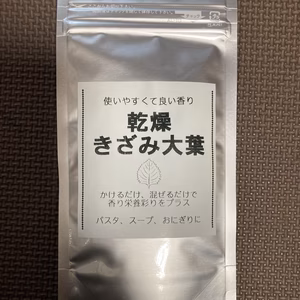 使いやすくて良い香り
乾燥
きざみ大葉
かけるだけ、混ぜるだけで
香り栄養彩りをプラス
パスタ、スープ、おにぎりに